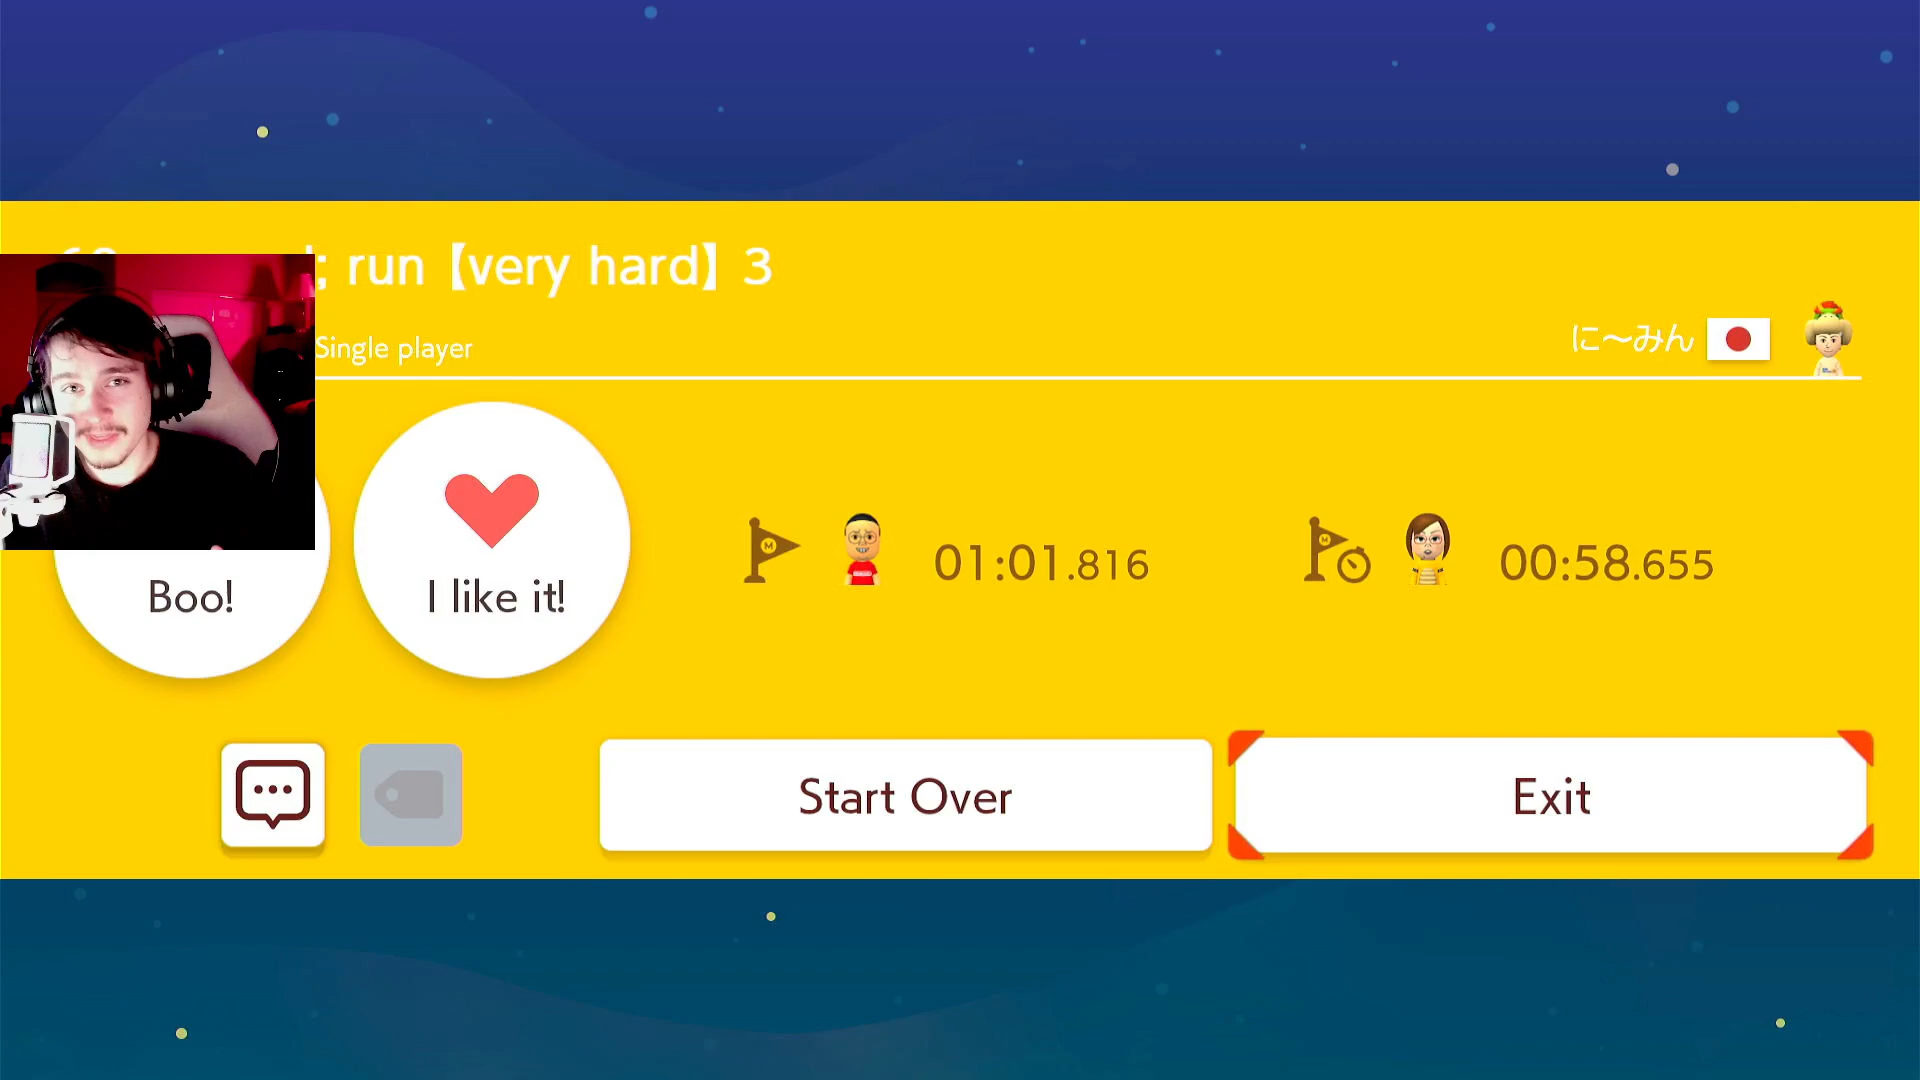 ; run【very hard】3
Single player
に〜みん
Boo!
I like it!
01:01.816
00:58.655
Start Over
Exit